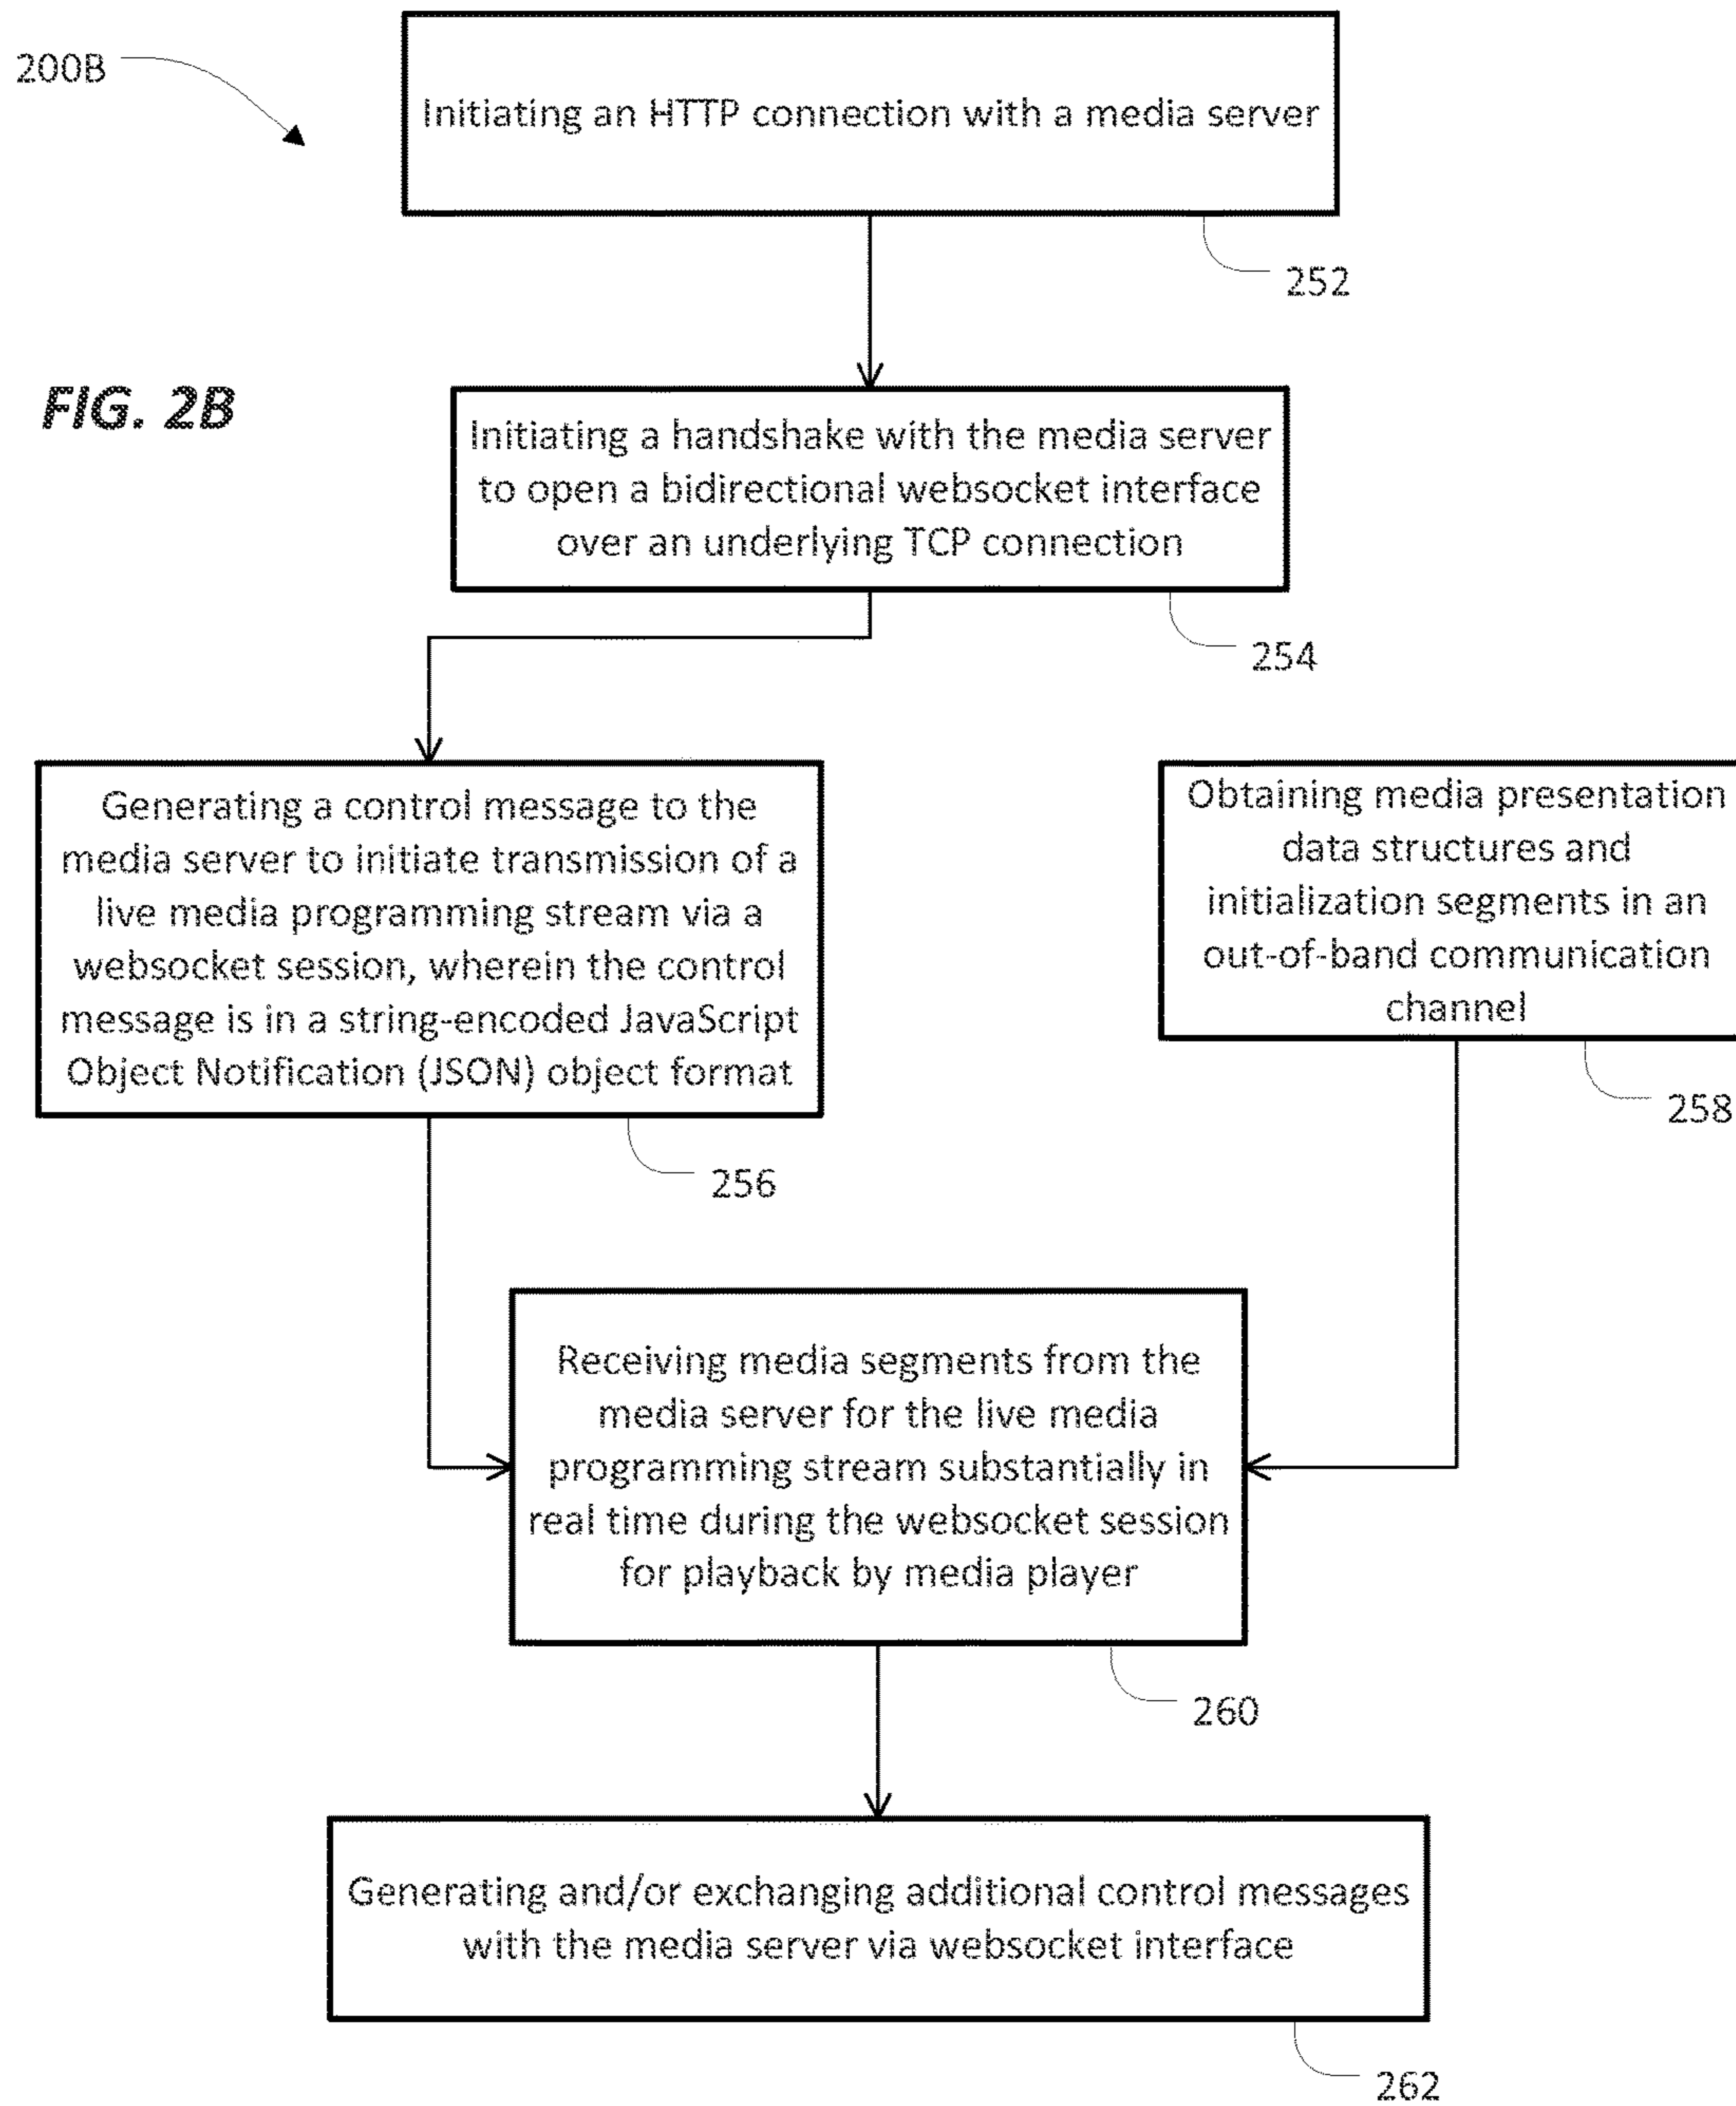 200B
Initiating an HTTP connection with a media server
252
FIG. 2B
Initiating a handshake with the media server
to open a bidirectional websocket interface
over an underlying TCP connection
254
Generating a control message to the
media server to initiate transmission of a
live media programming stream via a
websocket session, wherein the control
message is in a string-encoded JavaScript
Object Notification (JSON) object format
256
Obtaining media presentation
data structures and
initialization segments in an
out-of-band communication
channel
258
Receiving media segments from the
media server for the live media
programming stream substantially in
real time during the websocket session
for playback by media player
260
Generating and/or exchanging additional control messages
with the media server via websocket interface
262